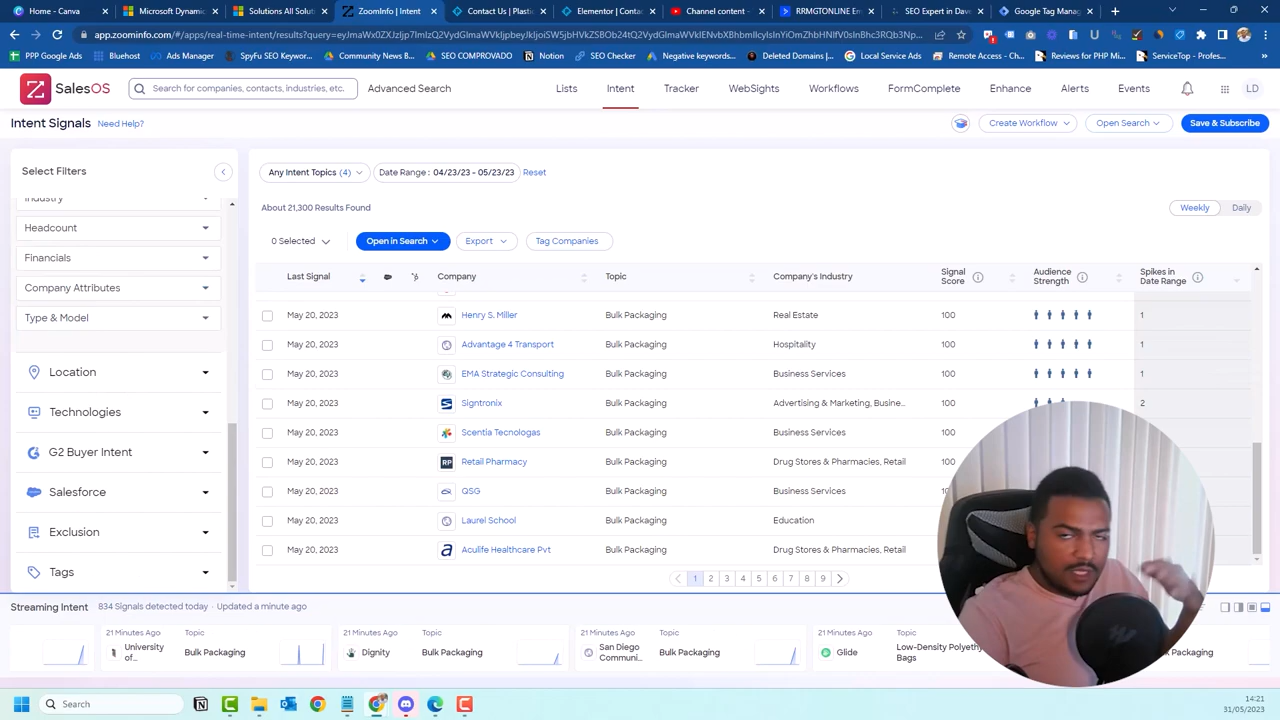 Home - Canva
Microsoft Dynamic
Solutions All Solut
ZoomInfo | Intent
Contact Us | Plastic
Elementor | Contac
Channel content -
RRMGTONLINE En
SEO Expert in Dave
Google Tag Manag
app.zoominfo.com/#/apps/real-time-intent/results?query=
PPP Google Ads
Bluehost
Ads Manager
SpyFu SEO Keyword...
Community News B...
SEO COMPROVADO
Notion
SEO Checker
Negative keywords...
Deleted Domains |...
Local Service Ads
Remote Access - Ch...
Reviews for PHP Mi...
ServiceTop - Profes...
SalesOS
Search for companies, contacts, industries, etc.
Advanced Search
Lists
Intent
Tracker
WebSights
Workflows
FormComplete
Enhance
Alerts
Events
LD
Intent Signals
Need Help?
Create Workflow
Open Search
Save & Subscribe
Select Filters
Any Intent Topics (4)
Date Range : 04/23/23 - 05/23/23
Reset
Industry
Headcount
Financials
Company Attributes
Type & Model
Location
Technologies
G2 Buyer Intent
Salesforce
Exclusion
Tags
About 21,300 Results Found
Weekly
Daily
0 Selected
Open in Search
Export
Tag Companies
Last Signal
Company
Topic
Company's Industry
Signal Score
Audience Strength
Spikes in Date Range
May 20, 2023 Henry S. Miller Bulk Packaging Real Estate 100 1
May 20, 2023 Advantage 4 Transport Bulk Packaging Hospitality 100 1
May 20, 2023 EMA Strategic Consulting Bulk Packaging Business Services 100 1
May 20, 2023 Signtronix Bulk Packaging Advertising & Marketing, Busine... 100 2
May 20, 2023 Scentia Tecnologas Bulk Packaging Business Services 100
May 20, 2023 RP Retail Pharmacy Bulk Packaging Drug Stores & Pharmacies, Retail 100
May 20, 2023 QSG Bulk Packaging Business Services
May 20, 2023 Laurel School Bulk Packaging Education
May 20, 2023 Aculife Healthcare Pvt Bulk Packaging Drug Stores & Pharmacies, Retail
1 2 3 4 5 6 7 8 9
Streaming Intent
834 Signals detected today · Updated a minute ago
21 Minutes Ago Topic
University of... Bulk Packaging
21 Minutes Ago Topic
Dignity Bulk Packaging
21 Minutes Ago Topic
San Diego Communi... Bulk Packaging
21 Minutes Ago Topic
Glide Low-Density Polyethy Bags
Packaging
Search
14:21
31/05/2023